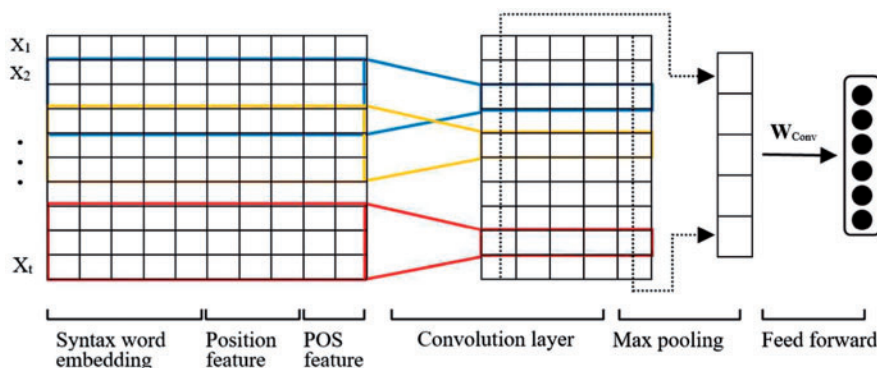 X1
X2
Xt
WConv
Syntax word
embedding
Position
feature
POS
feature
Convolution layer
Max pooling
Feed forward